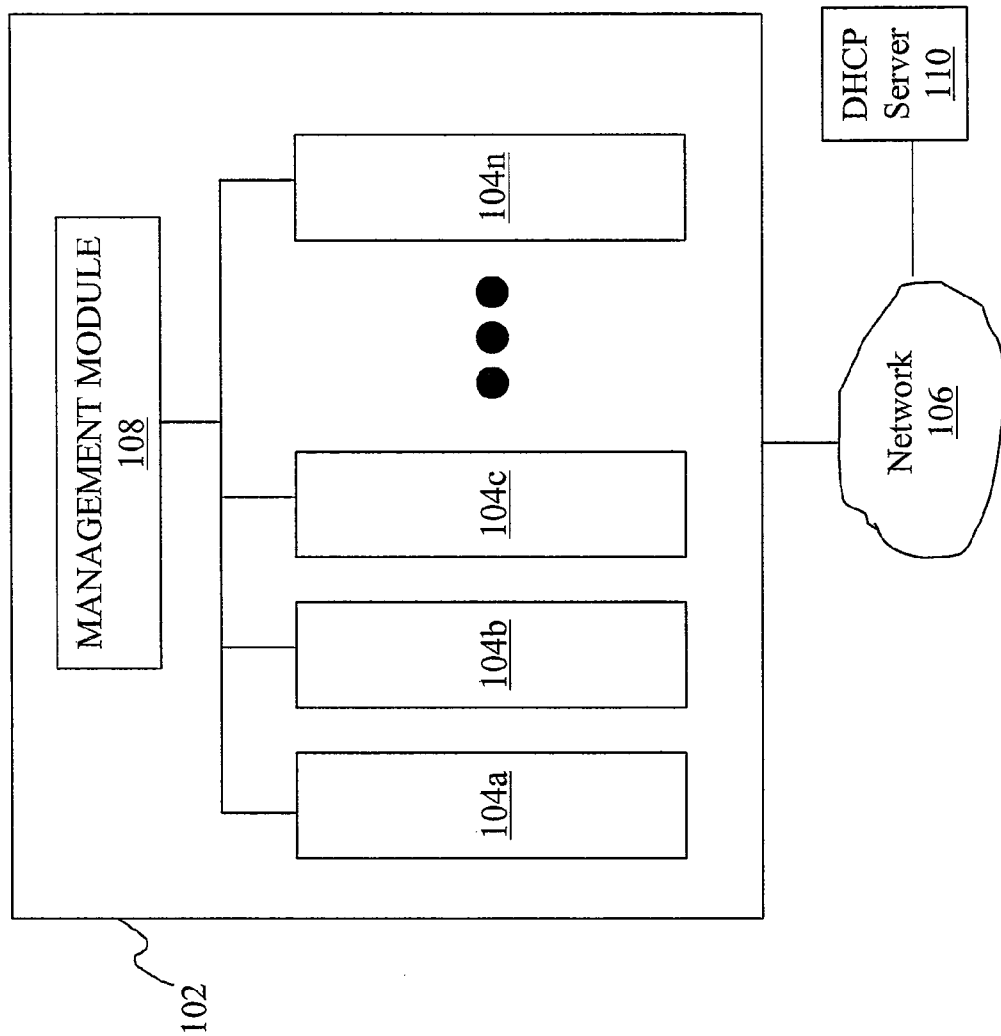 102
MANAGEMENT MODULE
108
104a
104b
104c
104n
Network
106
DHCP
Server
110